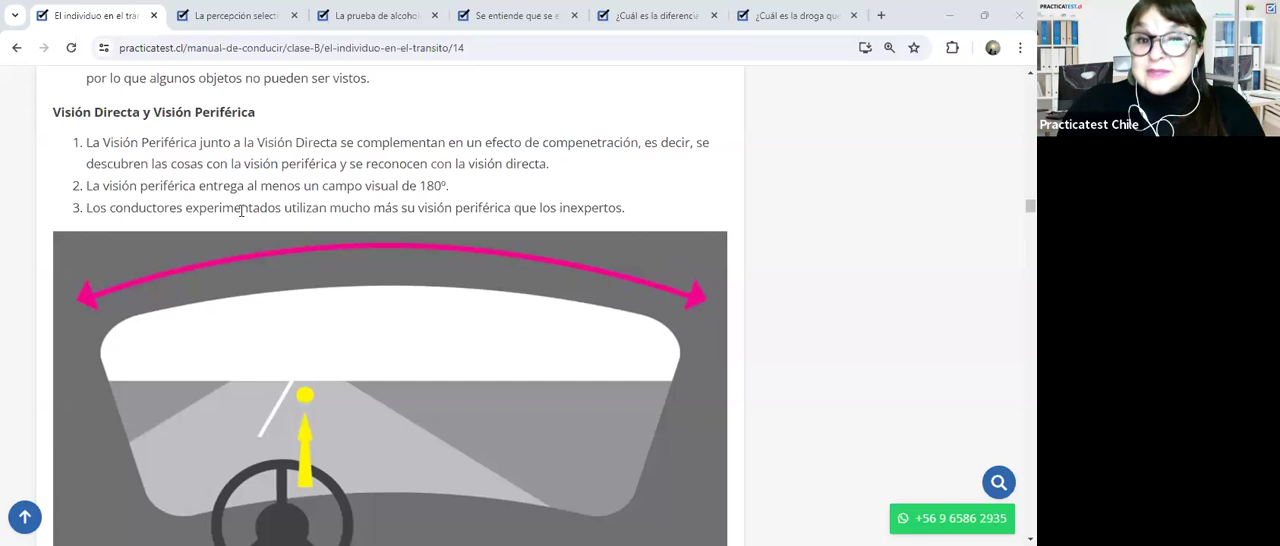 El individuo en el trán
La percepción selecti
La prueba de alcohol
Se entiende que se e
¿Cuál es la diferencie
¿Cuál es la droga que
practicatest.cl/manual-de-conducir/clase-B/el-individuo-en-el-transito/14
PRACTICATEST.cl
Practicatest Chile
por lo que algunos objetos no pueden ser vistos.
Visión Directa y Visión Periférica
1. La Visión Periférica junto a la Visión Directa se complementan en un efecto de compenetración, es decir, se
descubren las cosas con la visión periférica y se reconocen con la visión directa.
2. La visión periférica entrega al menos un campo visual de 180º.
3. Los conductores experimentados utilizan mucho más su visión periférica que los inexpertos.
+56 9 6586 2935